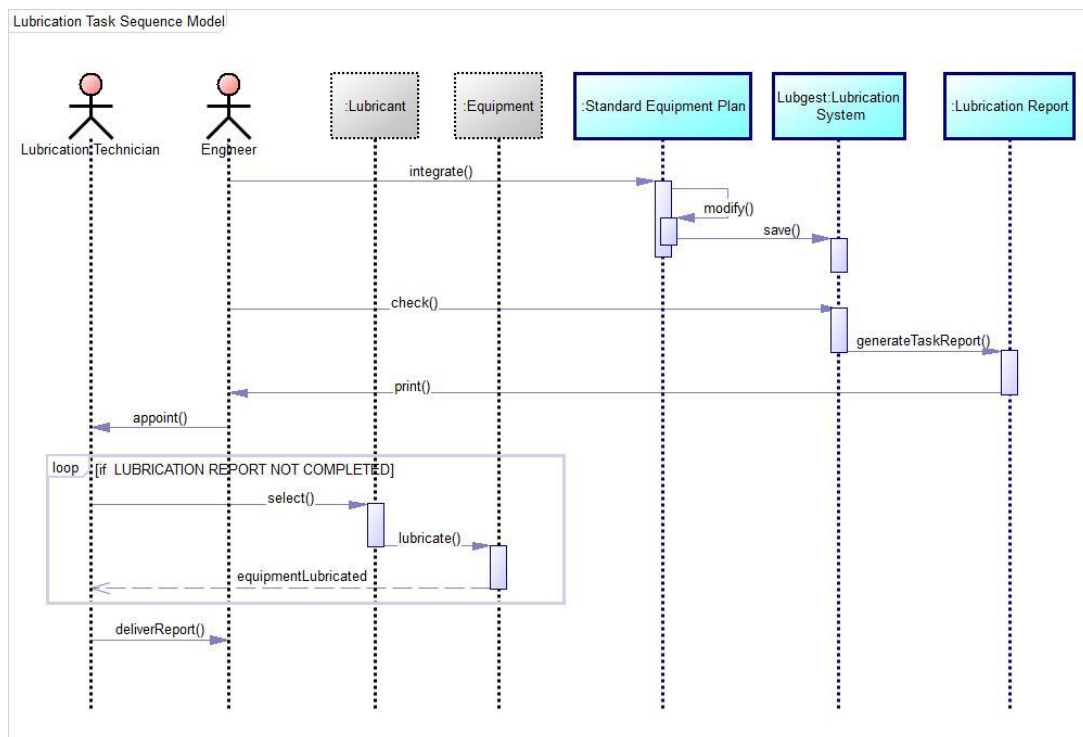 Lubrication Task Sequence Model
Lubrication Technician
Engineer
:Lubricant
:Equipment
:Standard Equipment Plan
Lubgest:Lubrication
System
:Lubrication Report
integrate()
modify()
save()
check()
generateTaskReport()
print()
appoint()
loop
[if LUBRICATION REPORT NOT COMPLETED]
select()
lubricate()
equipmentLubricated
deliverReport()